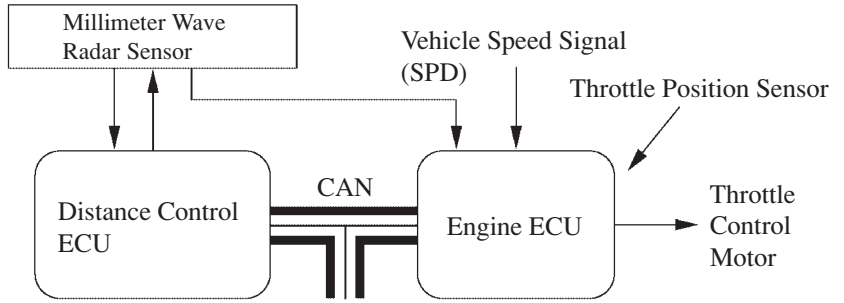 Millimeter Wave
Radar Sensor
Vehicle Speed Signal
(SPD)
Throttle Position Sensor
CAN
Distance Control
ECU
Engine ECU
Throttle
Control
Motor